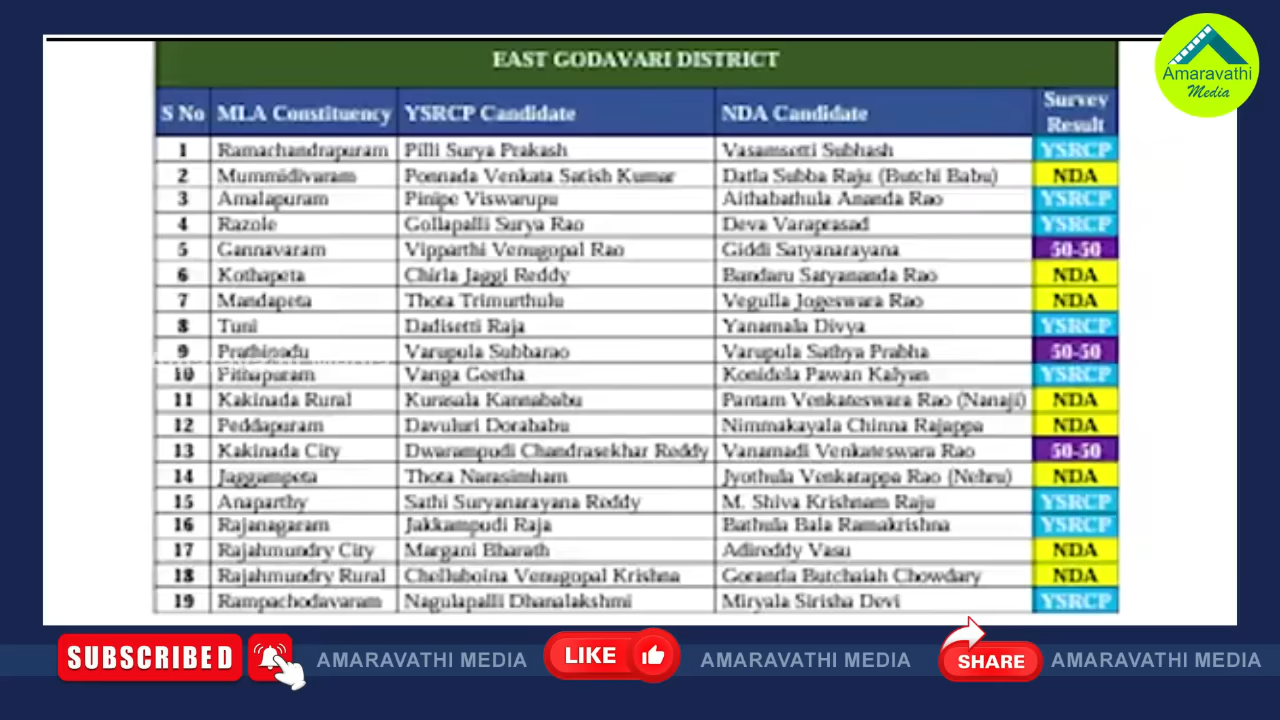 EAST GODAVARI DISTRICT
Amaravathi
Media
S No MLA Constituency YSRCP Candidate NDA Candidate Survey Result
1 Ramachandrapuram Pilli Surya Prakash Vasamsetti Subhash YSRCP
2 Mummidivaram Ponnada Venkata Satish Kumar Datla Subba Raju (Butchi Babu) NDA
3 Amalapuram Pinipe Viswarupu Aithabathula Ananda Rao YSRCP
4 Razole Gollapalli Surya Rao Deva Varaprasad YSRCP
5 Gannavaram Vipparthi Venugopal Rao Giddi Satyanarayana 50-50
6 Kothapeta Chirla Jaggi Reddy Bandaru Satyananda Rao NDA
7 Mandapeta Thota Trimurthulu Vegulla Jogeswara Rao NDA
8 Tuni Dadisetti Raja Yanamala Divya YSRCP
9 Prathipadu Varupula Subbarao Varupula Sathya Prabha 50-50
10 Pithapuram Vanga Geetha Konidela Pawan Kalyan YSRCP
11 Kakinada Rural Kurasala Kannababu Pantam Venkateswara Rao (Nanaji) NDA
12 Peddapuram Davuluri Dorababu Nimmakayala Chinna Rajappa NDA
13 Kakinada City Dwarampudi Chandrasekhar Reddy Vanamadi Venkateswara Rao 50-50
14 Jaggampeta Thota Narasimham Jyothula Venkatappa Rao (Nehru) NDA
15 Anaparthy Sathi Suryanarayana Reddy M. Shiva Krishnam Raju YSRCP
16 Rajanagaram Jakkampudi Raja Bathula Bala Ramakrishna YSRCP
17 Rajahmundry City Margani Bharath Adireddy Vasu NDA
18 Rajahmundry Rural Chelluboina Venugopal Krishna Gorantla Butchaiah Chowdary NDA
19 Rampachodavaram Nagulapalli Dhanalakshmi Miryala Sirisha Devi YSRCP
SUBSCRIBED AMARAVATHI MEDIA LIKE AMARAVATHI MEDIA SHARE AMARAVATHI MEDIA